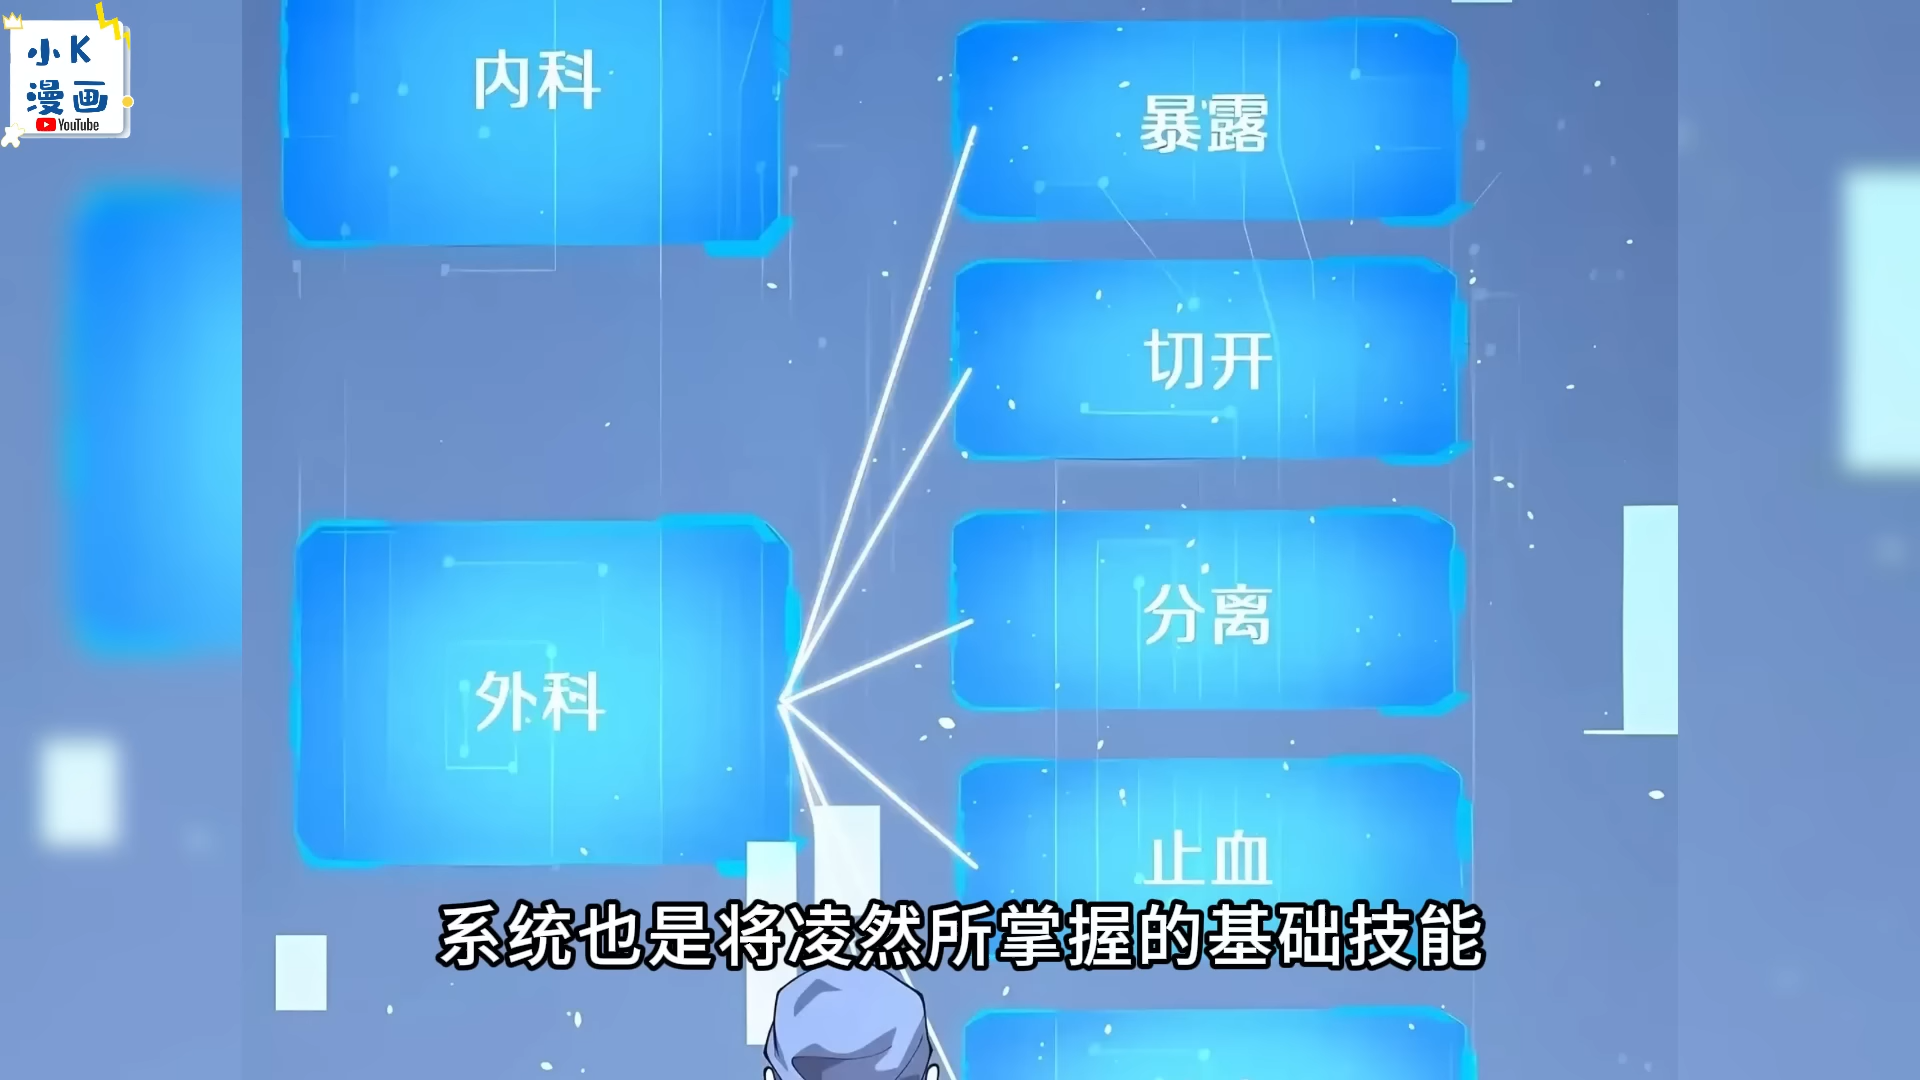 小K
漫画
YouTube
内科
暴露
切开
分离
外科
止血
系统也是将凌然所掌握的基础技能